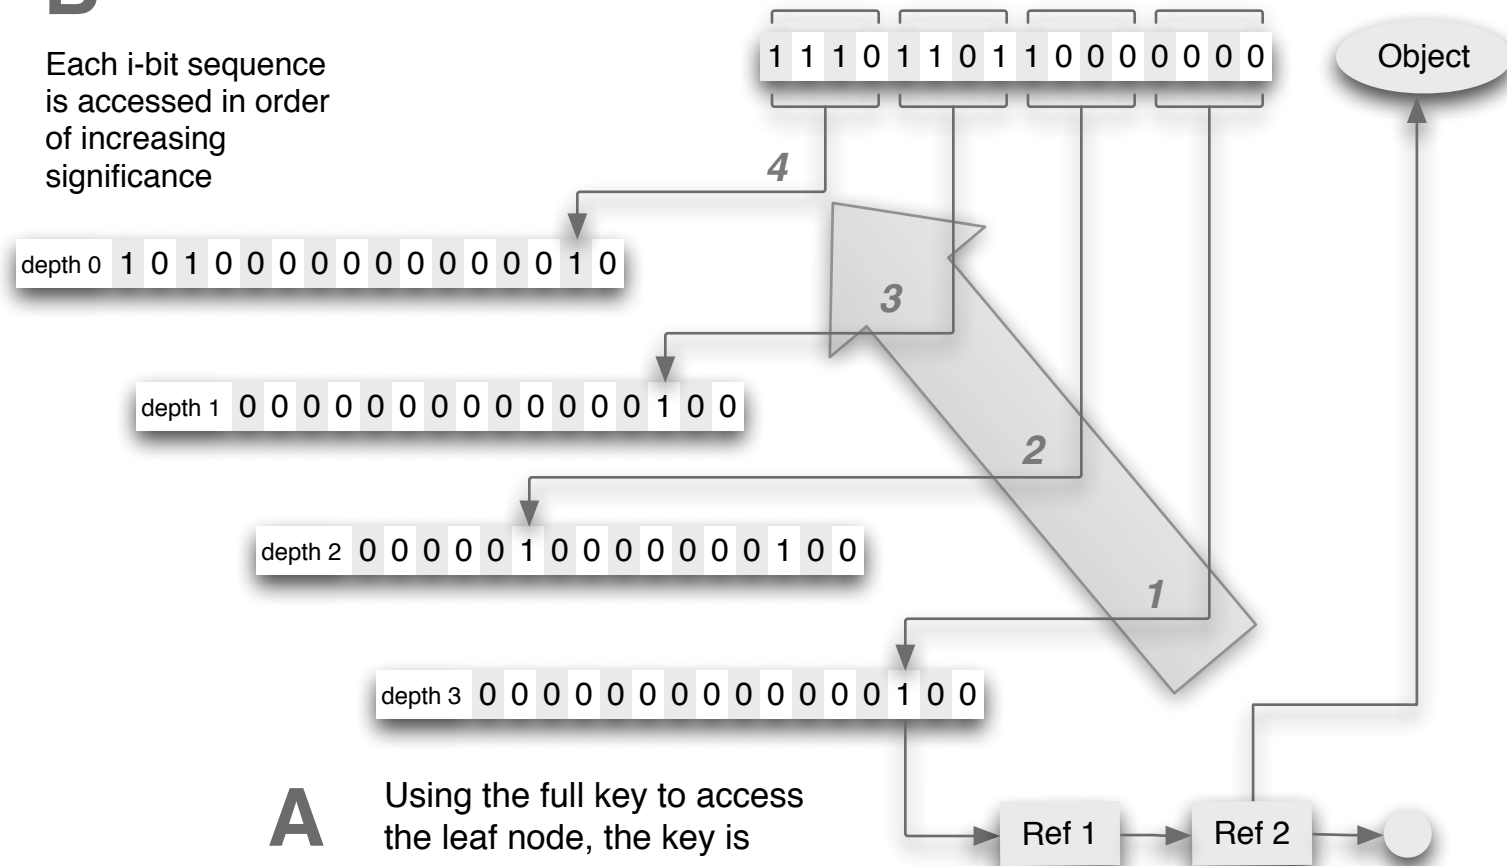 B
Each i-bit sequence
is accessed in order
of increasing
significance
1 1 1 0 1 1 0 1 1 0 0 0 0 0 0 0
Object
4
depth 0 1 0 1 0 0 0 0 0 0 0 0 0 0 0 1 0
3
depth 1 0 0 0 0 0 0 0 0 0 0 0 0 0 1 0 0
2
depth 2 0 0 0 0 0 1 0 0 0 0 0 0 0 1 0 0
1
depth 3 0 0 0 0 0 0 0 0 0 0 0 0 0 1 0 0
A
Using the full key to access
the leaf node, the key is
Ref 1
Ref 2